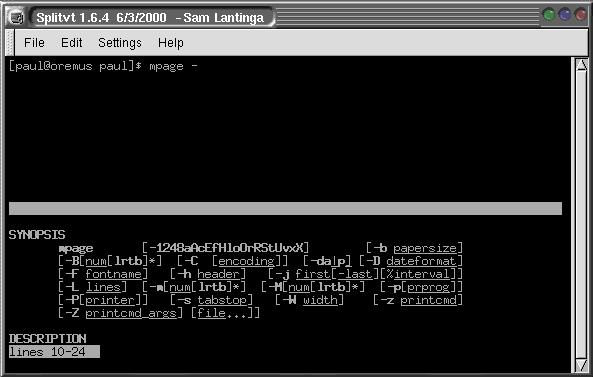 Splitvt 1.6.4 6/3/2000 - Sam Lantinga
File Edit Settings Help
[paul@oremus paul]$ mpage -
SYNOPSIS
mpage [-1248aAcEfHloOrRStUvxX] [-b papersize]
[-B[num[lrtb]*] [-C [encoding]] [-da|p] [-D dateformat]
[-F fontname] [-h header] [-j first[-last][%interval]]
[-L lines] [-m[num[lrtb]*] [-M[num[lrtb]*] [-p[prprog]
[-P[printer]] [-s tabstop] [-W width] [-z printcmd]
[-Z printcmd_args] [file...]]
DESCRIPTION
lines 10-24